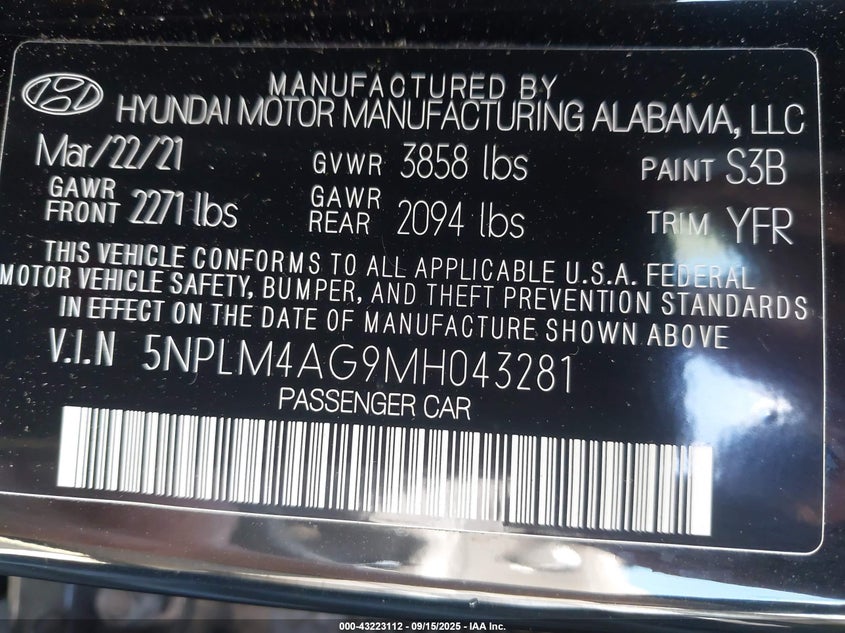 MANUFACTURED BY
HYUNDAI MOTOR MANUFACTURING ALABAMA, LLC
Mar/22/21 GVWR 3858 lbs PAINT S3B
GAWR FRONT 2271 lbs GAWR REAR 2094 lbs TRIM YFR
THIS VEHICLE CONFORMS TO ALL APPLICABLE U.S.A. FEDERAL
MOTOR VEHICLE SAFETY, BUMPER, AND THEFT PREVENTION STANDARDS
IN EFFECT ON THE DATE OF MANUFACTURE SHOWN ABOVE
V.I.N 5NPLM4AG9MH043281
PASSENGER CAR
000-43223112 - 09/15/2025 - IAA Inc.